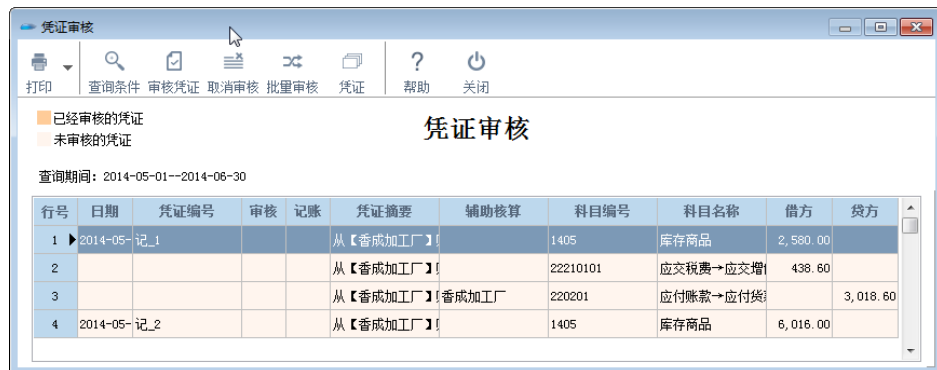 凭证审核
打印 查询条件 审核凭证 取消审核 批量审核 凭证 帮助 关闭
已经审核的凭证
未审核的凭证
凭证审核
查询期间: 2014-05-01--2014-06-30
行号 日期 凭证编号 审核 记账 凭证摘要 辅助核算 科目编号 科目名称 借方 贷方
1 2014-05- 记_1 从【香成加工厂】 1405 库存商品 2,580.00
2 从【香成加工厂】 22210101 应交税费→应交增 438.60
3 从【香成加工厂】 香成加工厂 220201 应付账款→应付货 3,018.60
4 2014-05- 记_2 从【香成加工厂】 1405 库存商品 6,016.00